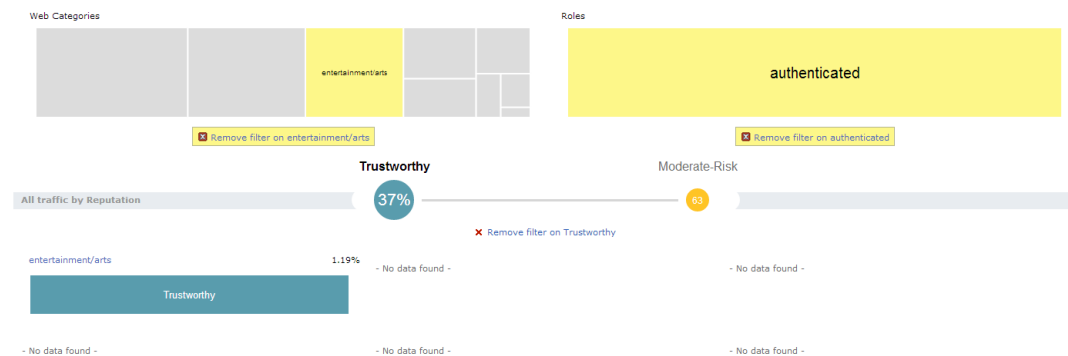 Web Categories
Roles
entertainment/arts
authenticated
x Remove filter on entertainment/arts
x Remove filter on authenticated
Trustworthy
Moderate-Risk
All traffic by Reputation
37%
63
Remove filter on Trustworthy
entertainment/arts 1.19%
- No data found -
- No data found -
Trustworthy
- No data found -
- No data found -
- No data found -